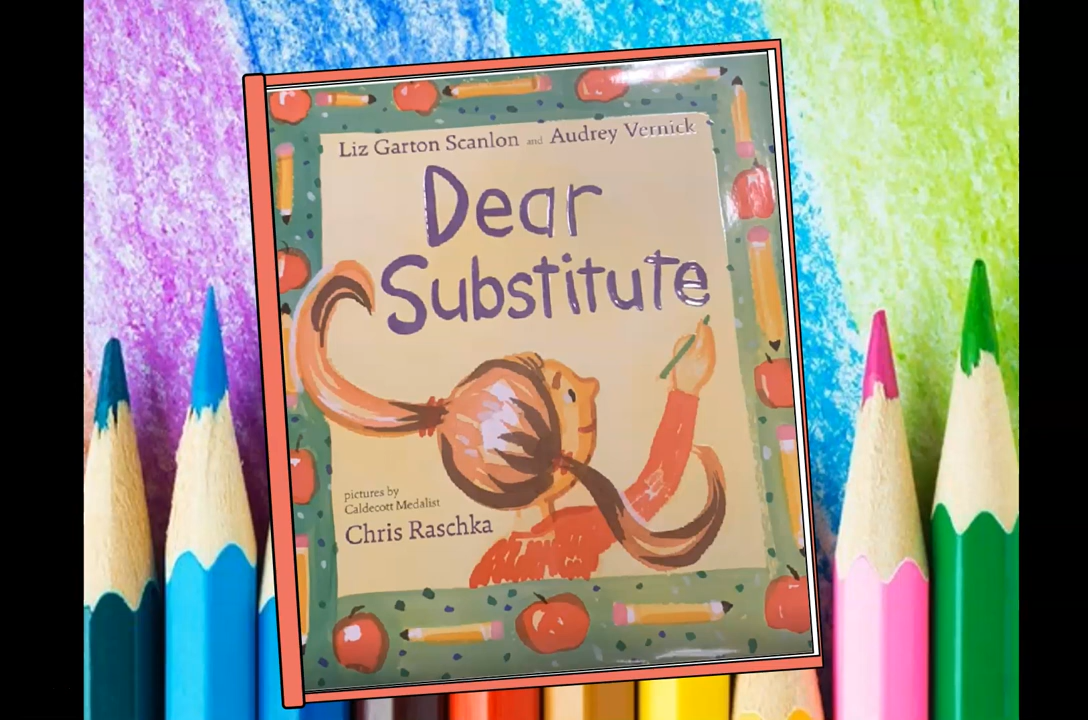 Liz Garton Scanlon and Audrey Vernick
Dear
Substitute
pictures by
Caldecott Medalist
Chris Raschka